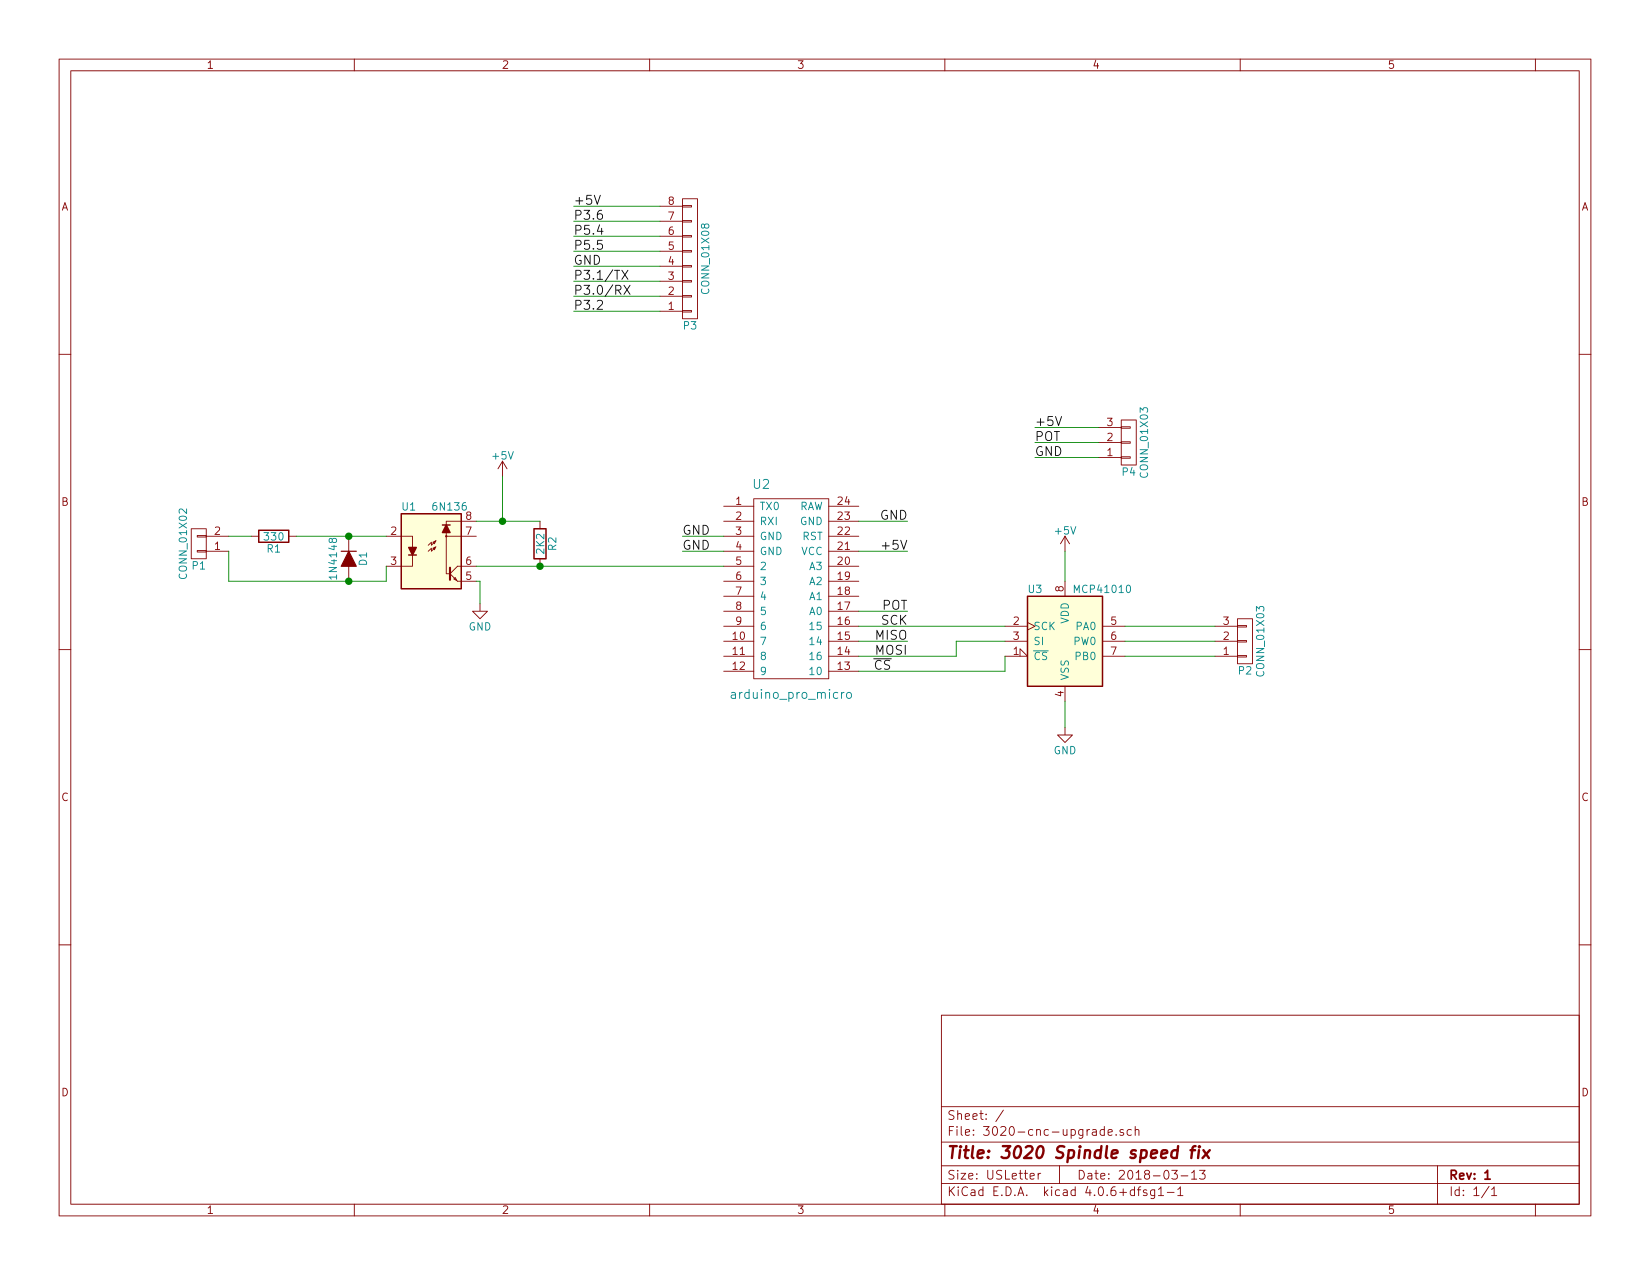 1 2 3 4 5
A A
+5V 8
P3.6 7
P5.4 6
P5.5 5
GND 4
P3.1/TX 3
P3.0/RX 2
P3.2 1
CONN_01X08
P3
+5V 3
POT 2
GND 1
CONN_01X03
P4
B B
CONN_01X02
2
1
P1
330
R1
1N4148
D1
U1 6N136
2
3
8
7
6
5
+5V
2K2
R2
GND
U2
1 TX0 RAW 24
2 RXI GND 23 GND
GND 3 GND RST 22
GND 4 GND VCC 21 +5V
5 2 A3 20
6 3 A2 19
7 4 A1 18
8 5 A0 17 POT
9 6 15 16 SCK
10 7 14 15 MISO
11 8 16 14 MOSI
12 9 10 13 CS
arduino_pro_micro
+5V
U3 MCP41010
8
VDD
2 SCK PA0 5
3 SI PW0 6
1 CS PB0 7
VSS
4
GND
3
2
1
CONN_01X03
P2
C C
D D
Sheet: /
File: 3020-cnc-upgrade.sch
Title: 3020 Spindle speed fix
Size: USLetter Date: 2018-03-13 Rev: 1
KiCad E.D.A. kicad 4.0.6+dfsg1-1 Id: 1/1
1 2 3 4 5